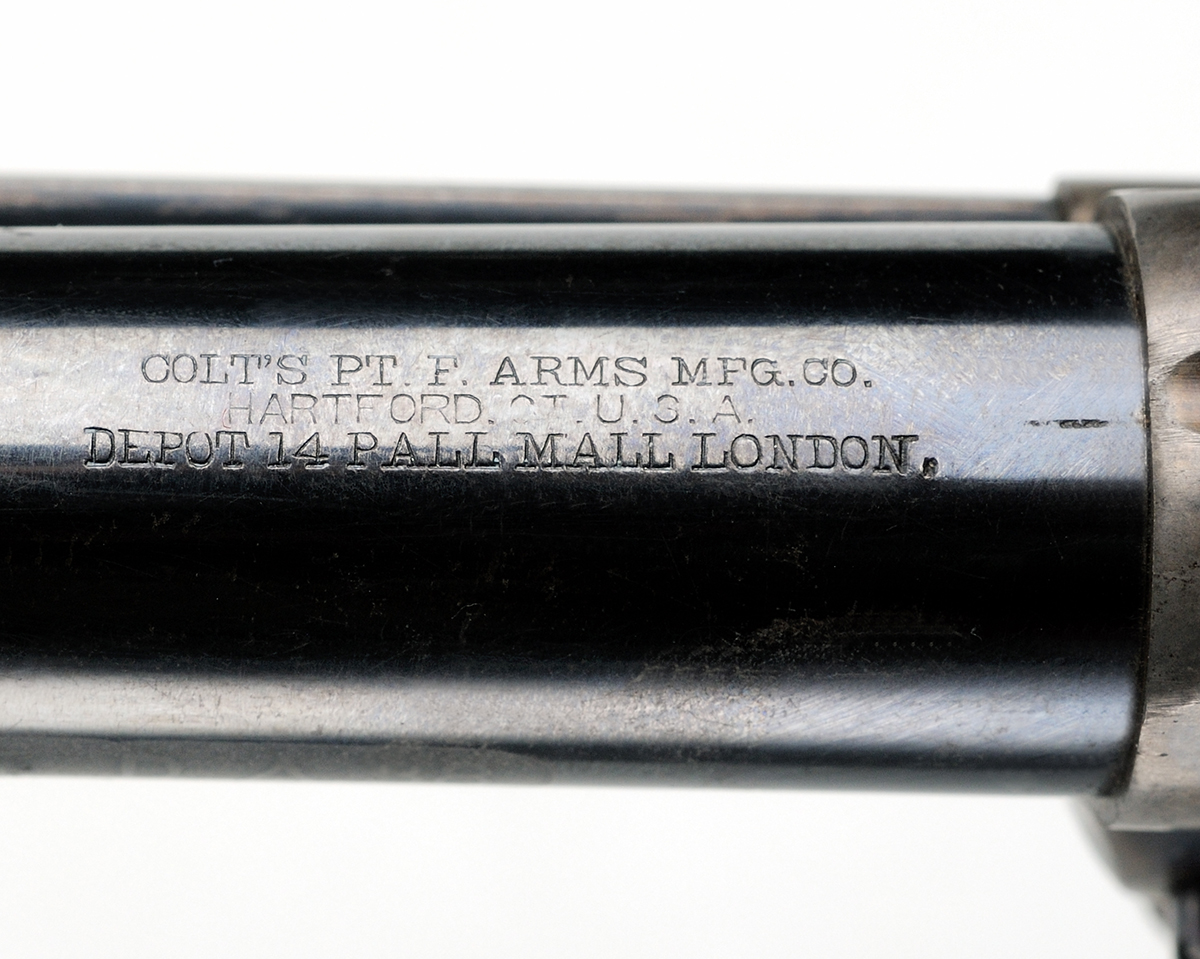 COLT'S PT. F. ARMS MFG. CO.
HARTFORD. CT. U. S. A.
DEPOT 14 PALL MALL LONDON.